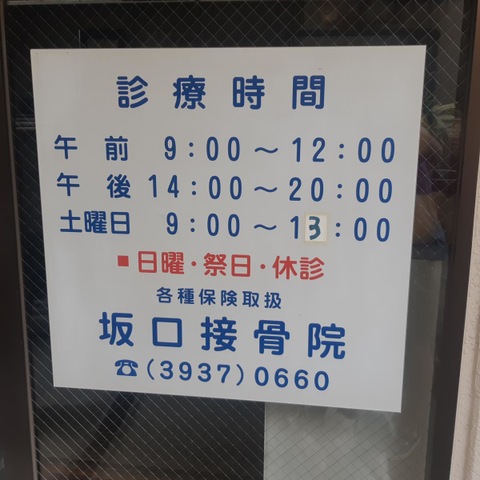 診療時間
午前 9:00～12:00
午後 14:00～20:00
土曜日 9:00～13:00
■日曜・祭日・休診
各種保険取扱
坂口接骨院
☎(3937)0660